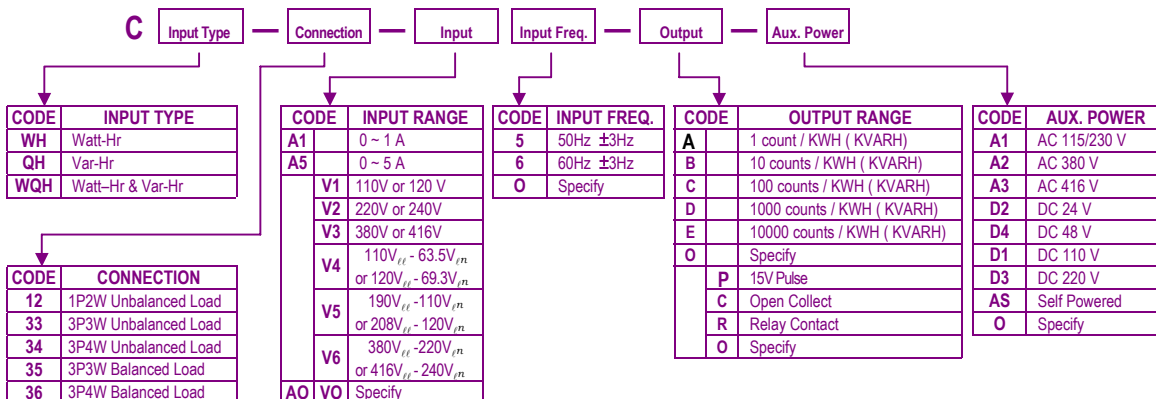 C Input Type — Connection — Input Input Freq. — Output — Aux. Power
CODE INPUT TYPE
WH Watt-Hr
QH Var-Hr
WQH Watt–Hr & Var-Hr
CODE CONNECTION
12 1P2W Unbalanced Load
33 3P3W Unbalanced Load
34 3P4W Unbalanced Load
35 3P3W Balanced Load
36 3P4W Balanced Load
CODE INPUT RANGE
A1 0 ~ 1 A
A5 0 ~ 5 A
V1 110V or 120 V
V2 220V or 240V
V3 380V or 416V
V4 110Vℓℓ - 63.5Vℓn
or 120Vℓℓ - 69.3Vℓn
V5 190Vℓℓ -110Vℓn
or 208Vℓℓ - 120Vℓn
V6 380Vℓℓ -220Vℓn
or 416Vℓℓ - 240Vℓn
AO VO Specify
CODE INPUT FREQ.
5 50Hz ±3Hz
6 60Hz ±3Hz
O Specify
CODE OUTPUT RANGE
A 1 count / KWH ( KVARH)
B 10 counts / KWH ( KVARH)
C 100 counts / KWH ( KVARH)
D 1000 counts / KWH ( KVARH)
E 10000 counts / KWH ( KVARH)
O Specify
P 15V Pulse
C Open Collect
R Relay Contact
O Specify
CODE AUX. POWER
A1 AC 115/230 V
A2 AC 380 V
A3 AC 416 V
D2 DC 24 V
D4 DC 48 V
D1 DC 110 V
D3 DC 220 V
AS Self Powered
O Specify